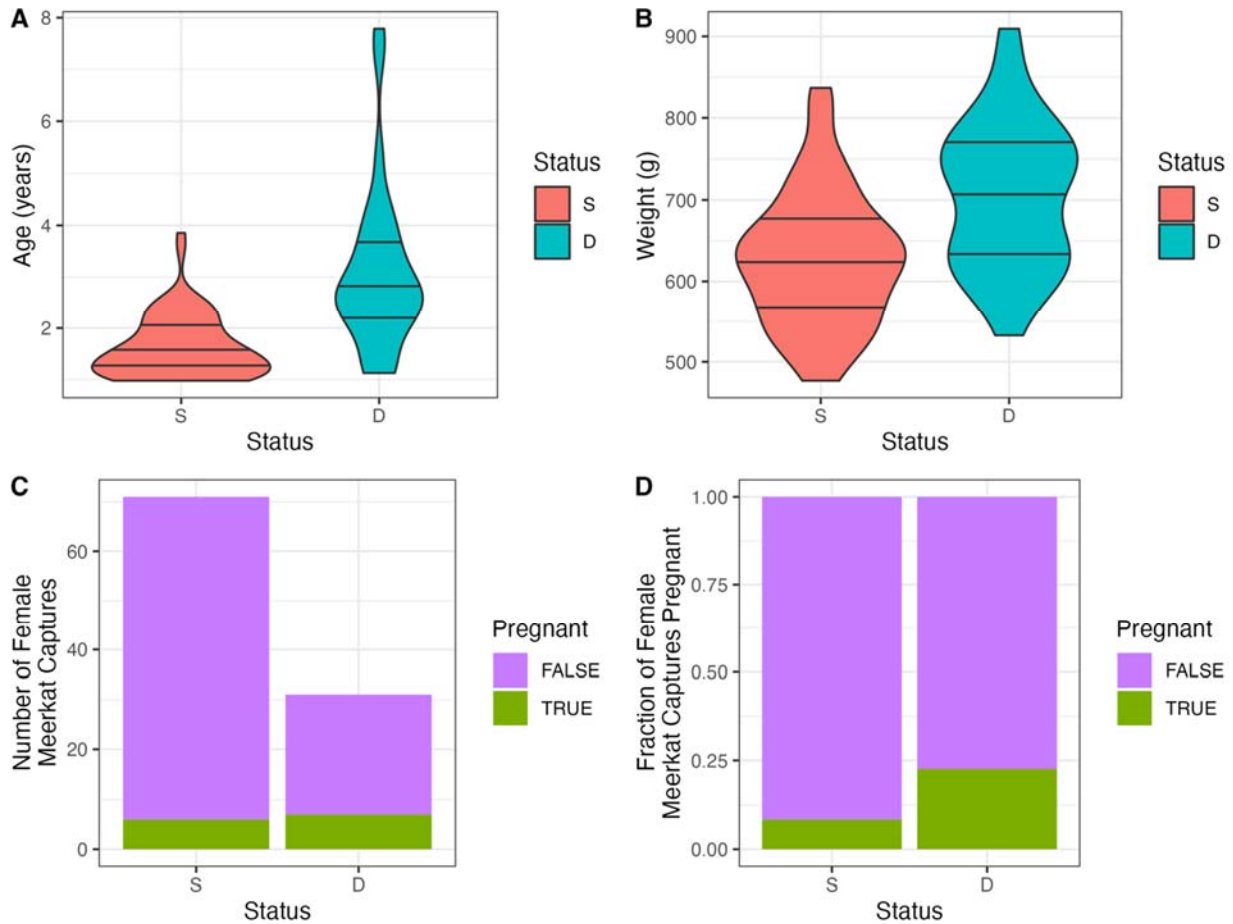 A
8
6
4
2
Age (years)
S
D
Status
Status
S
D
B
900
800
700
600
500
Weight (g)
S
D
Status
Status
S
D
C
60
40
20
0
Number of Female
Meerkat Captures
S
D
Status
Pregnant
FALSE
TRUE
D
1.00
0.75
0.50
0.25
0.00
Fraction of Female
Meerkat Captures Pregnant
S
D
Status
Pregnant
FALSE
TRUE